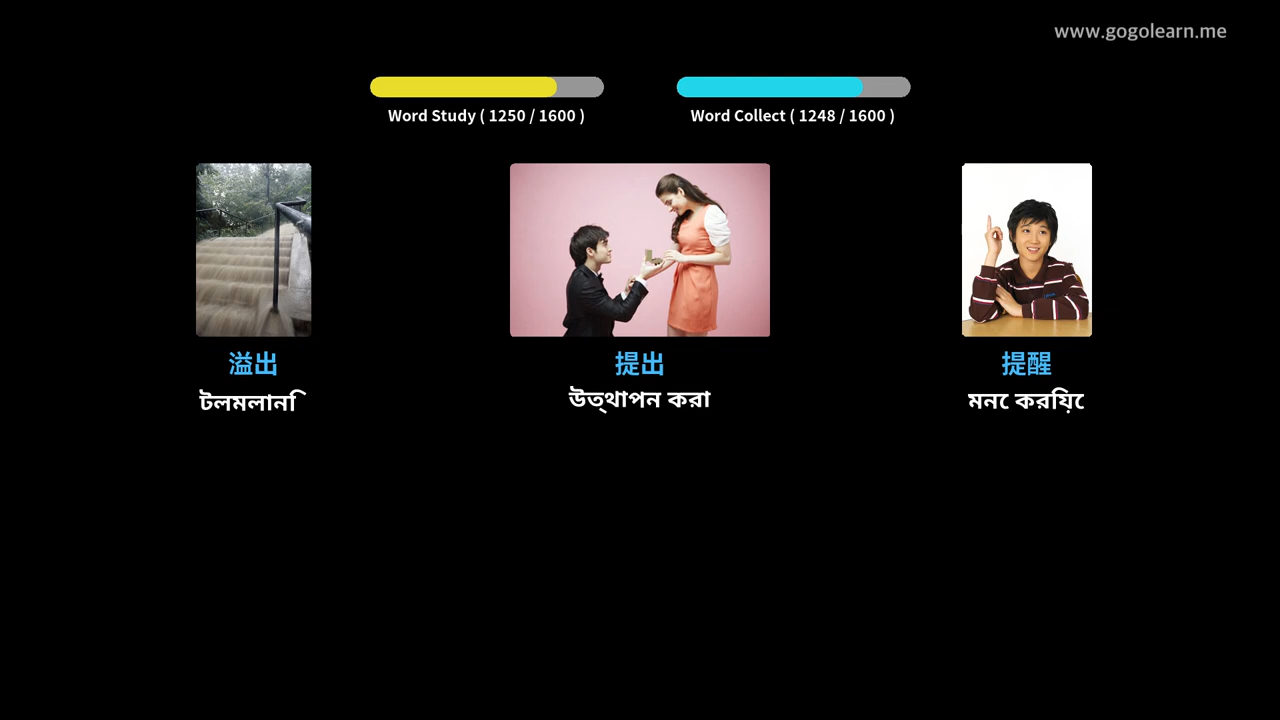 www.gogolearn.me
Word Study ( 1250 / 1600 )
Word Collect ( 1248 / 1600 )
溢出
提出
提醒
টলমলানি
উত্থাপন করা
মনে করিয়ে